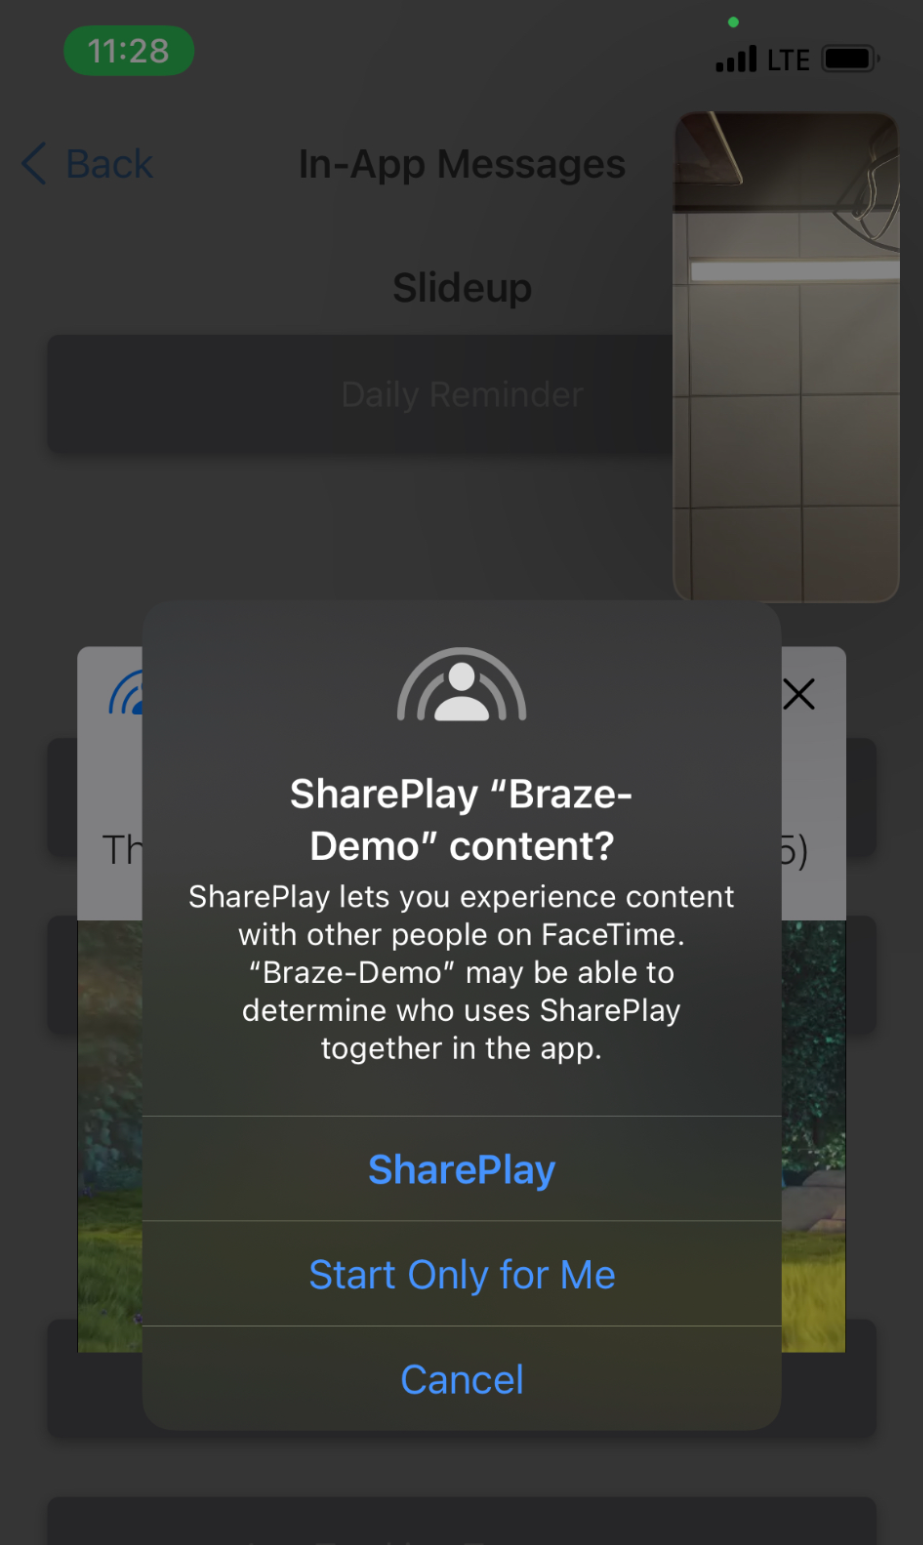 11:28
LTE
Back
In-App Messages
Slideup
Daily Reminder
SharePlay “Braze-
Demo” content?
Th
5)
SharePlay lets you experience content
with other people on FaceTime.
“Braze-Demo” may be able to
determine who uses SharePlay
together in the app.
SharePlay
Start Only for Me
Cancel